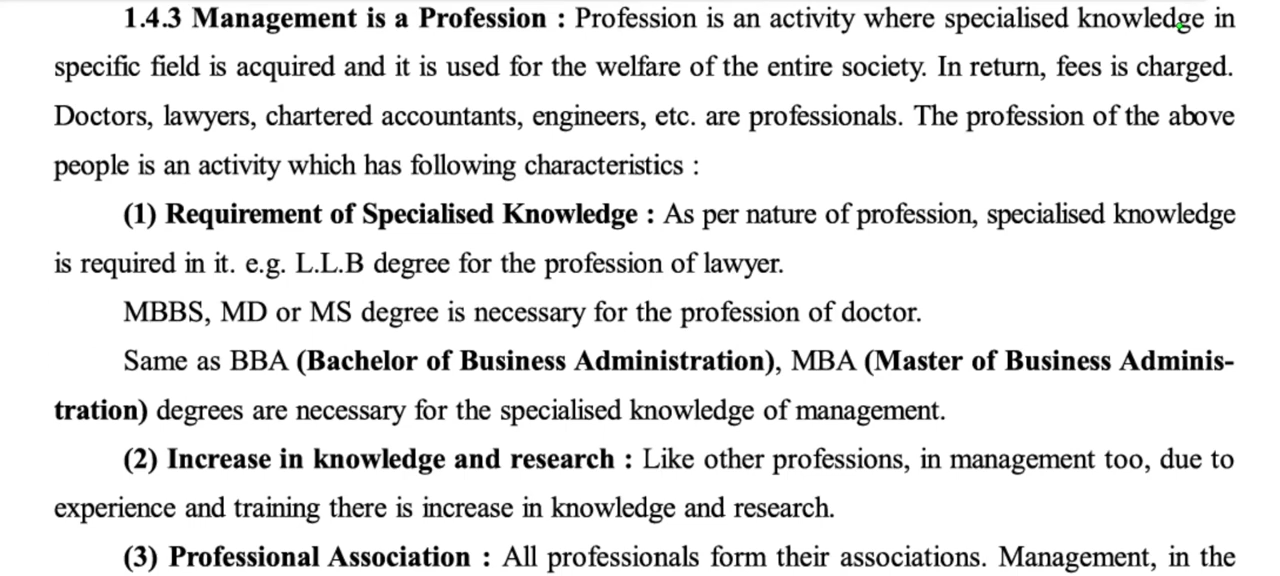 1.4.3 Management is a Profession : Profession is an activity where specialised knowledge in
specific field is acquired and it is used for the welfare of the entire society. In return, fees is charged.
Doctors, lawyers, chartered accountants, engineers, etc. are professionals. The profession of the above
people is an activity which has following characteristics :
(1) Requirement of Specialised Knowledge : As per nature of profession, specialised knowledge
is required in it. e.g. L.L.B degree for the profession of lawyer.
MBBS, MD or MS degree is necessary for the profession of doctor.
Same as BBA (Bachelor of Business Administration), MBA (Master of Business Adminis-
tration) degrees are necessary for the specialised knowledge of management.
(2) Increase in knowledge and research : Like other professions, in management too, due to
experience and training there is increase in knowledge and research.
(3) Professional Association : All professionals form their associations. Management, in the